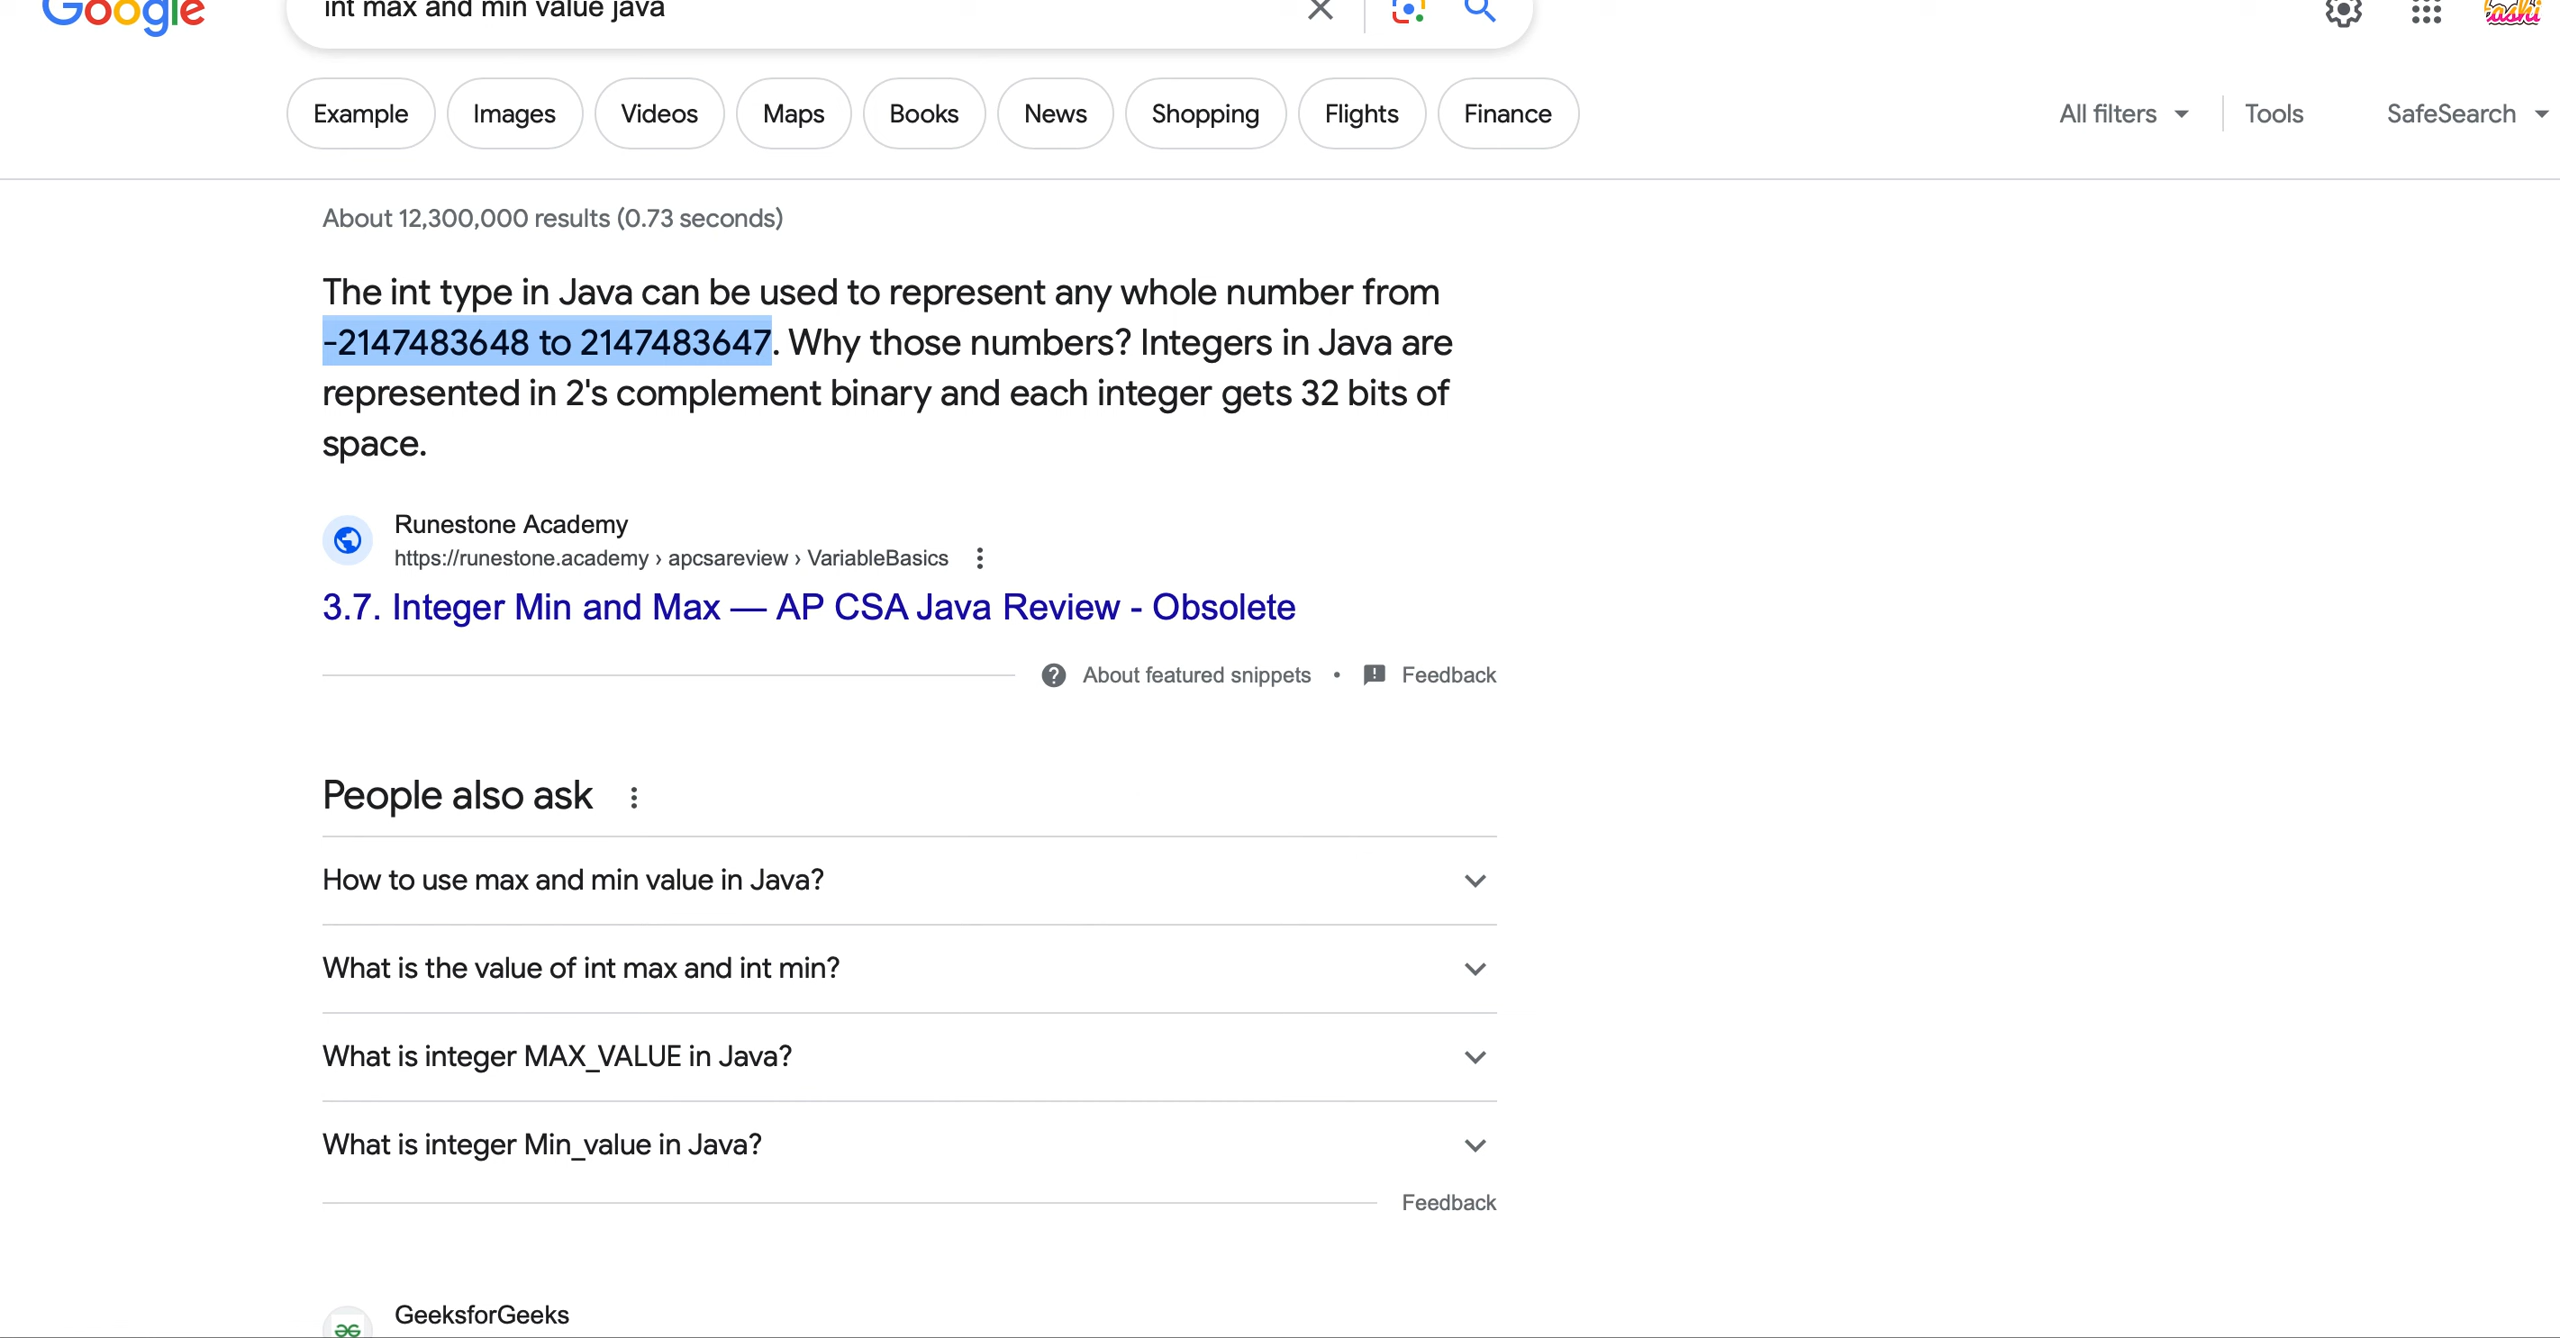 Google
int max and min value java
Example Images Videos Maps Books News Shopping Flights Finance All filters Tools SafeSearch
About 12,300,000 results (0.73 seconds)
The int type in Java can be used to represent any whole number from
-2147483648 to 2147483647. Why those numbers? Integers in Java are
represented in 2's complement binary and each integer gets 32 bits of
space.
Runestone Academy
https://runestone.academy › apcsareview › VariableBasics
3.7. Integer Min and Max — AP CSA Java Review - Obsolete
About featured snippets • Feedback
People also ask
How to use max and min value in Java?
What is the value of int max and int min?
What is integer MAX_VALUE in Java?
What is integer Min_value in Java?
Feedback
GeeksforGeeks